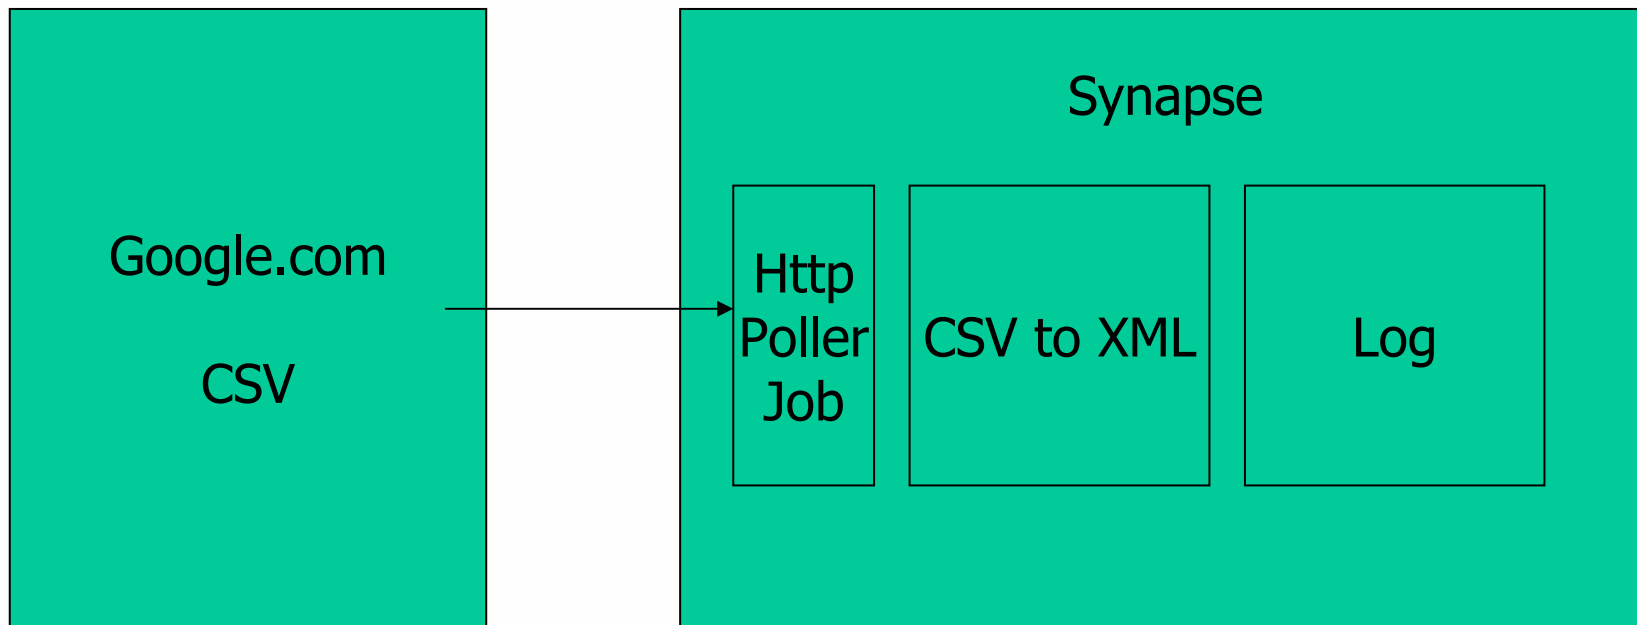 Google.com
CSV
Synapse
Http
Poller
Job
CSV to XML
Log